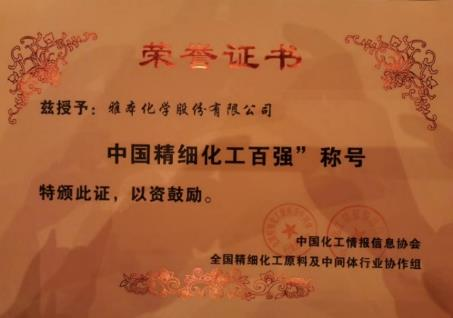 荣誉证书
兹授予：雅本化学股份有限公司
中国精细化工百强”称号
特颁此证，以资鼓励。
中国化工情报信息协会
全国精细化工原料及中间体行业协作组